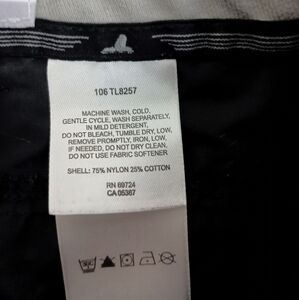 106 TL8257
MACHINE WASH, COLD,
GENTLE CYCLE, WASH SEPARATELY,
IN MILD DETERGENT,
DO NOT BLEACH, TUMBLE DRY, LOW,
REMOVE PROMPTLY, IRON, LOW,
IF NEEDED, DO NOT DRY CLEAN,
DO NOT USE FABRIC SOFTENER
SHELL: 75% NYLON 25% COTTON
RN 69724
CA 05367